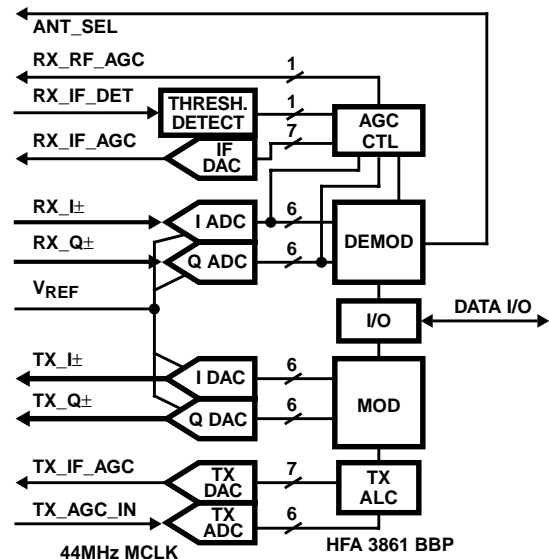 ANT_SEL
RX_RF_AGC
1
RX_IF_DET
THRESH.
DETECT
1
AGC
CTL
RX_IF_AGC
IF
DAC
7
RX_I±
I ADC
6
DEMOD
RX_Q±
Q ADC
6
VREF
I/O
DATA I/O
TX_I±
I DAC
6
MOD
TX_Q±
Q DAC
6
TX_IF_AGC
TX
DAC
7
TX
ALC
TX_AGC_IN
TX
ADC
6
44MHz MCLK
HFA 3861 BBP